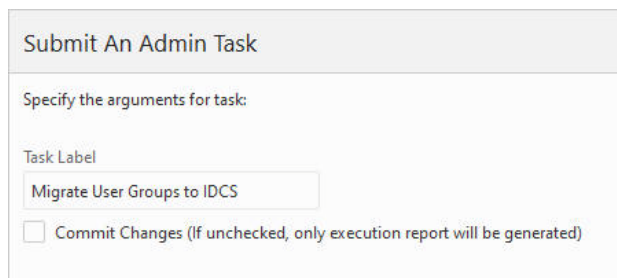 Submit An Admin Task
Specify the arguments for task:
Task Label
Migrate User Groups to IDCS
Commit Changes (If unchecked, only execution report will be generated)